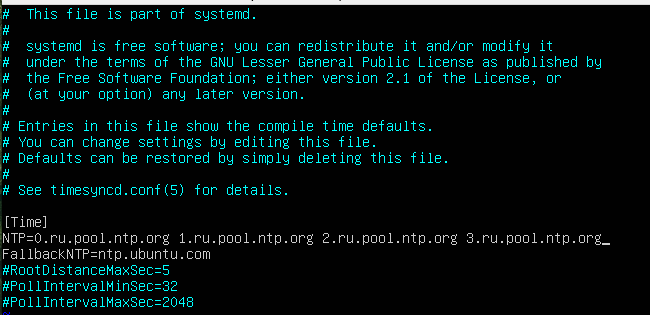 #  This file is part of systemd.
#
#  systemd is free software; you can redistribute it and/or modify it
#  under the terms of the GNU Lesser General Public License as published by
#  the Free Software Foundation; either version 2.1 of the License, or
#  (at your option) any later version.
#
# Entries in this file show the compile time defaults.
# You can change settings by editing this file.
# Defaults can be restored by simply deleting this file.
#
# See timesyncd.conf(5) for details.

[Time]
NTP=0.ru.pool.ntp.org 1.ru.pool.ntp.org 2.ru.pool.ntp.org 3.ru.pool.ntp.org_
FallbackNTP=ntp.ubuntu.com
#RootDistanceMaxSec=5
#PollIntervalMinSec=32
#PollIntervalMaxSec=2048